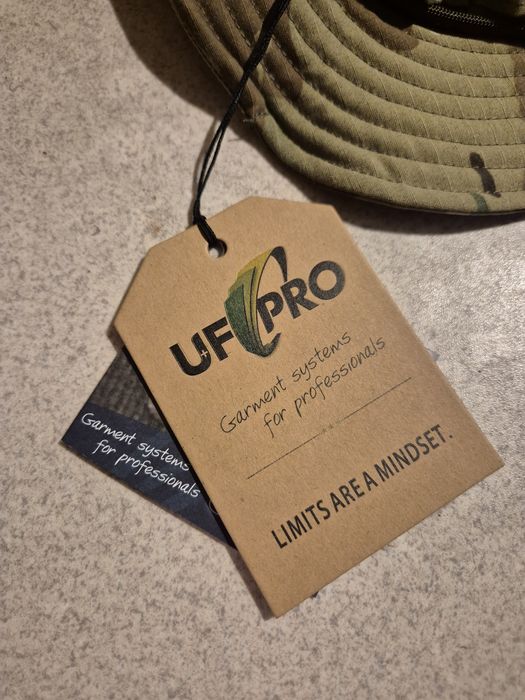 UF PRO
Garment systems
for professionals
LIMITS ARE A MINDSET.
Garment systems
for professionals